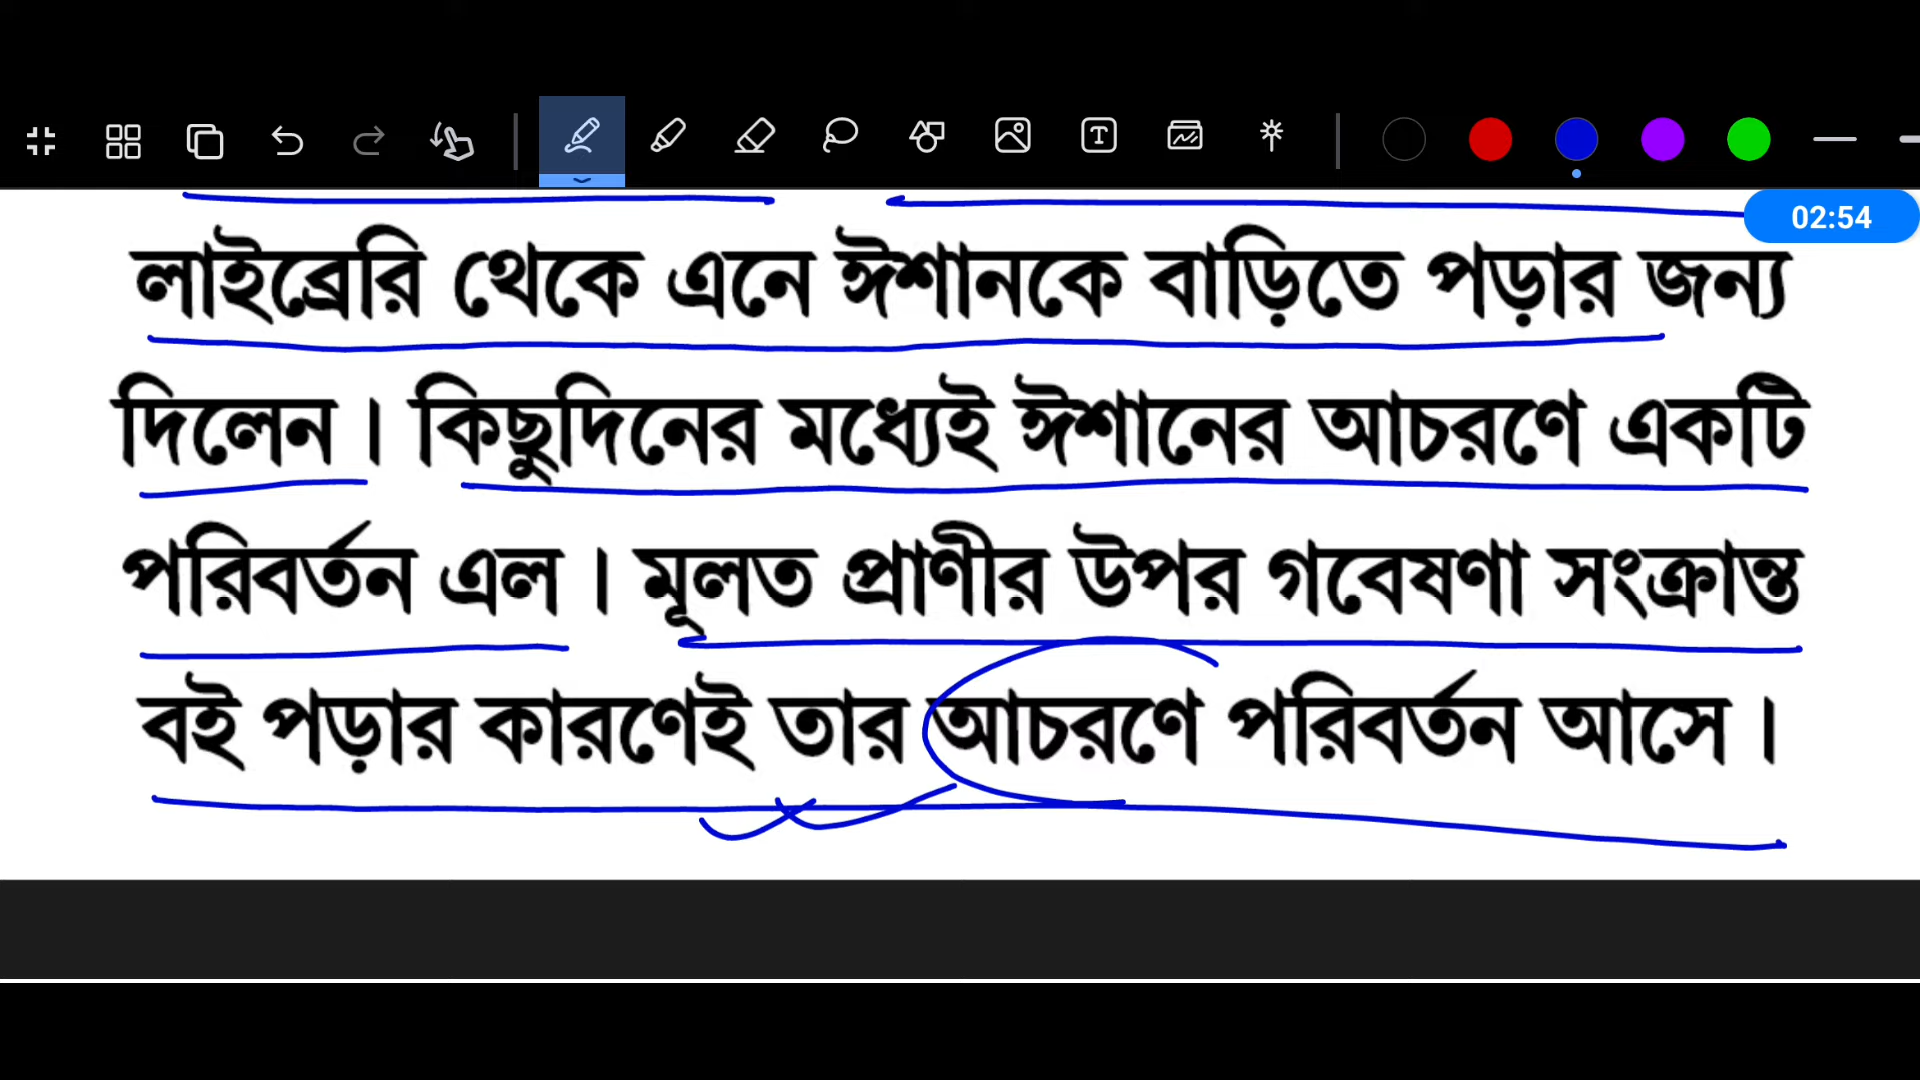 02:54
লাইব্রেরি থেকে এনে ঈশানকে বাড়িতে পড়ার জন্য
দিলেন। কিছুদিনের মধ্যেই ঈশানের আচরণে একটি
পরিবর্তন এল। মূলত প্রাণীর উপর গবেষণা সংক্রান্ত
বই পড়ার কারণেই তার আচরণে পরিবর্তন আসে।